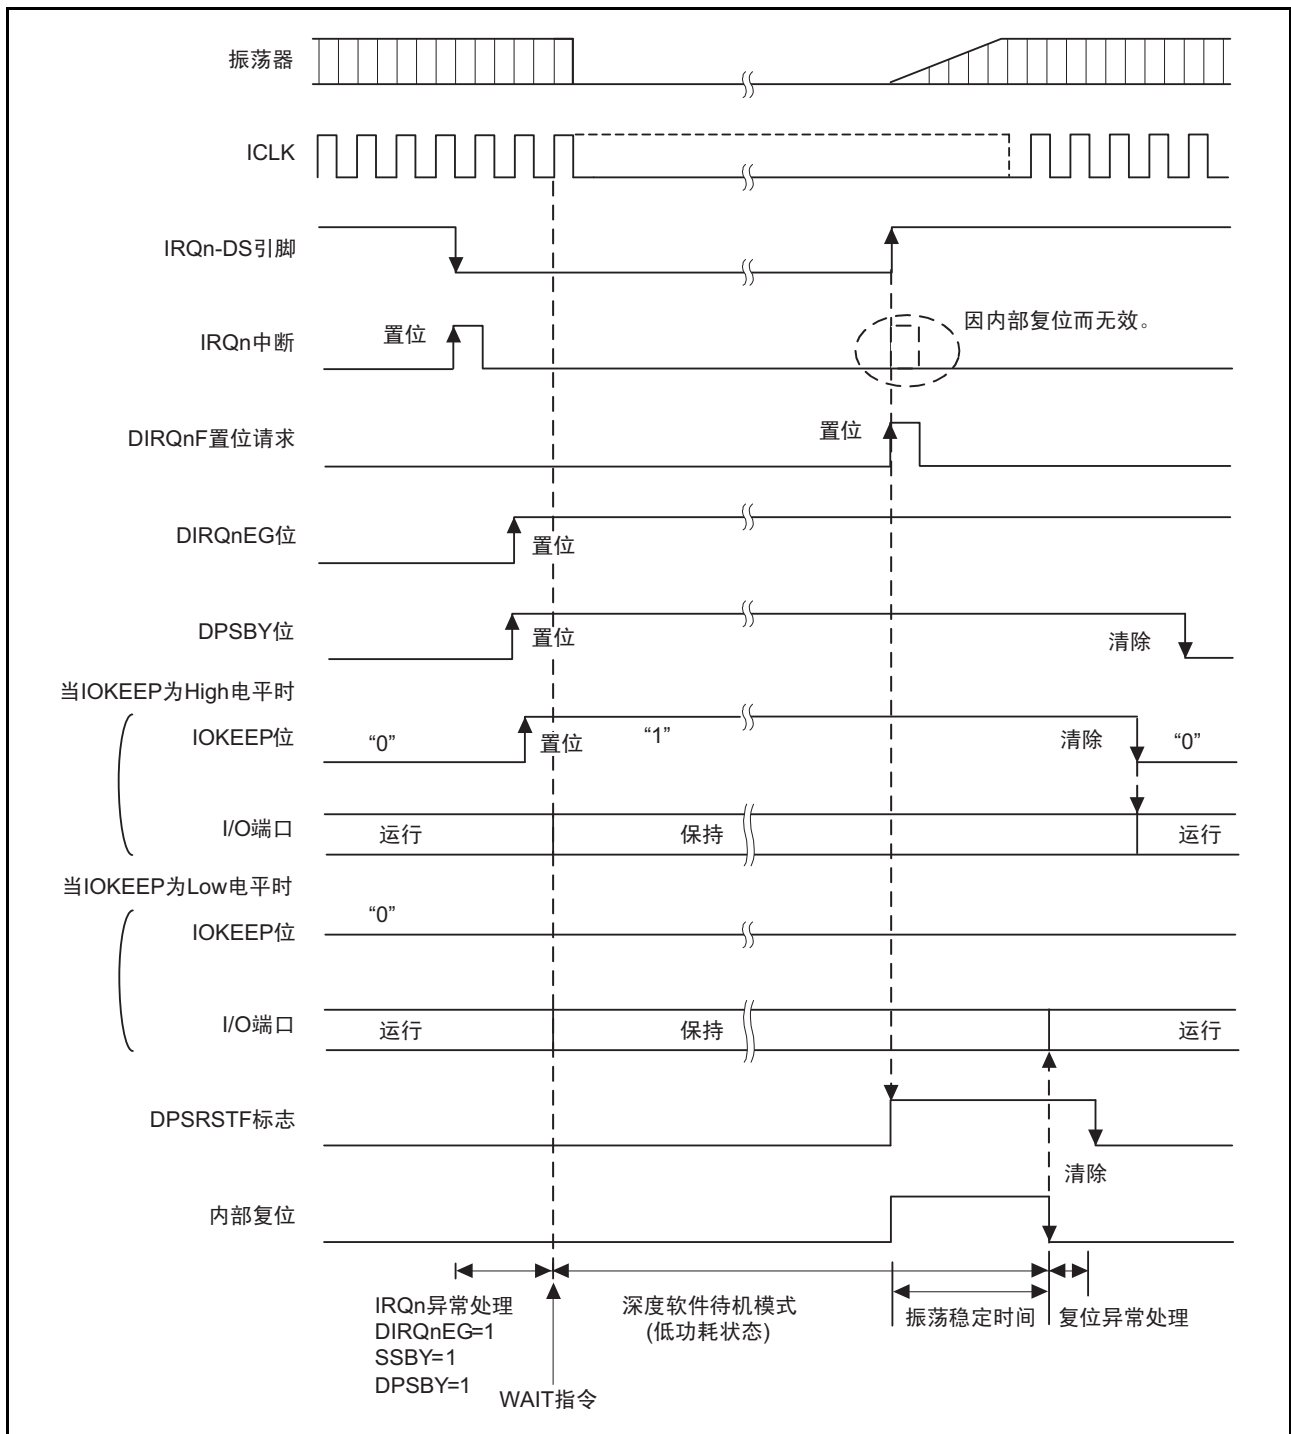 振荡器
ICLK
IRQn-DS引脚
IRQn中断
置位
因内部复位而无效。
DIRQnF置位请求
置位
DIRQnEG位
置位
DPSBY位
置位
清除
当IOKEEP为High电平时
IOKEEP位
“0”
置位
“1”
清除
“0”
I/O端口
运行
保持
运行
当IOKEEP为Low电平时
IOKEEP位
“0”
I/O端口
运行
保持
运行
DPSRSTF标志
清除
内部复位
IRQn异常处理
DIRQnEG=1
SSBY=1
DPSBY=1
WAIT指令
深度软件待机模式
(低功耗状态)
振荡稳定时间
复位异常处理